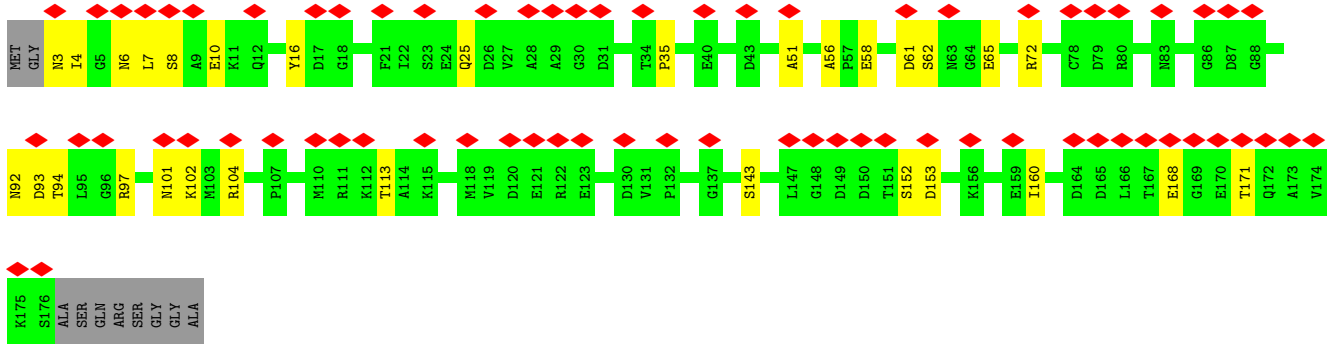 MET GLY N3 I4 G5 N6 L7 S8 A9 E10 K11 Q12 Y16 D17 G18 F21 I22 S23 E24 Q25 D26 V27 A28 A29 G30 D31 T34 P35 E40 D43 A51 A56 P57 E58 D61 S62 N63 G64 E65 R72 C78 D79 R80 N83 G86 D87 G88
N92 D93 T94 L95 G96 R97 N101 K102 M103 R104 P107 M110 R111 K112 T113 A114 K115 M118 V119 D120 E121 R122 E123 D130 V131 P132 G137 S143 L147 G148 D149 D150 T151 S152 D153 K156 E159 I160 D164 D165 L166 T167 E168 G169 E170 T171 Q172 A173 V174
K175 S176 ALA SER GLN ARG SER GLY GLY ALA